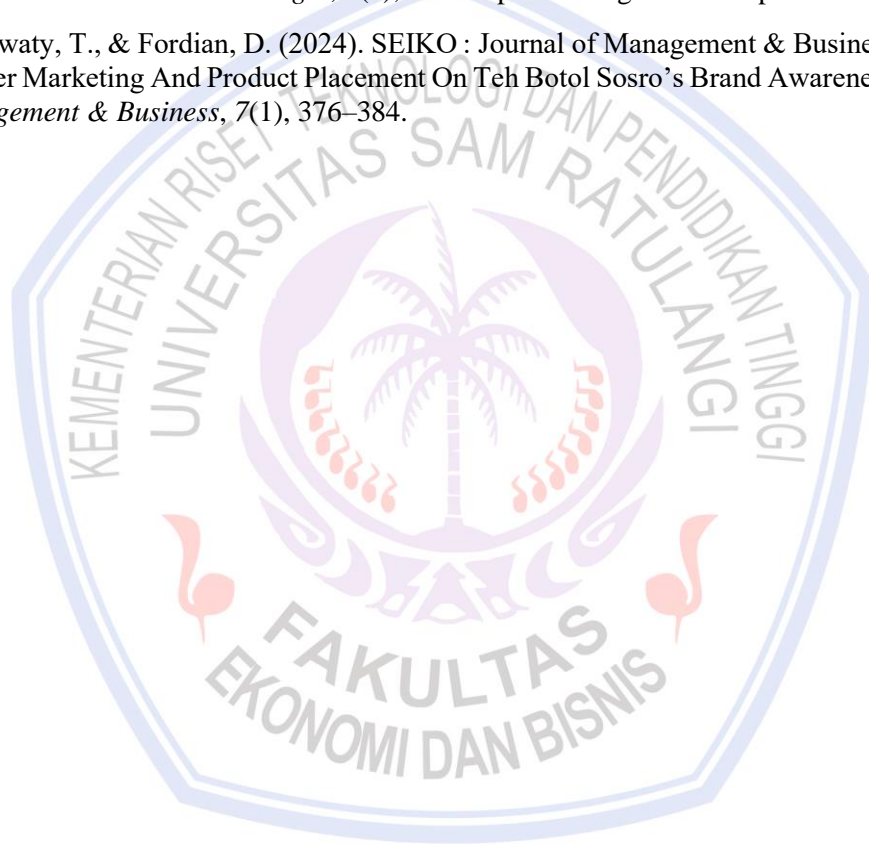 waty, T., & Fordian, D. (2024). SEIKO : Journal of Management & Busine
er Marketing And Product Placement On Teh Botol Sosro's Brand Awarene
gement & Business, 7(1), 376–384.
KEMENTERIAN RISET TEKNOLOGI DAN PENDIDIKAN TINGGI
UNIVERSITAS SAM RATULANGI
FAKULTAS
EKONOMI DAN BISNIS